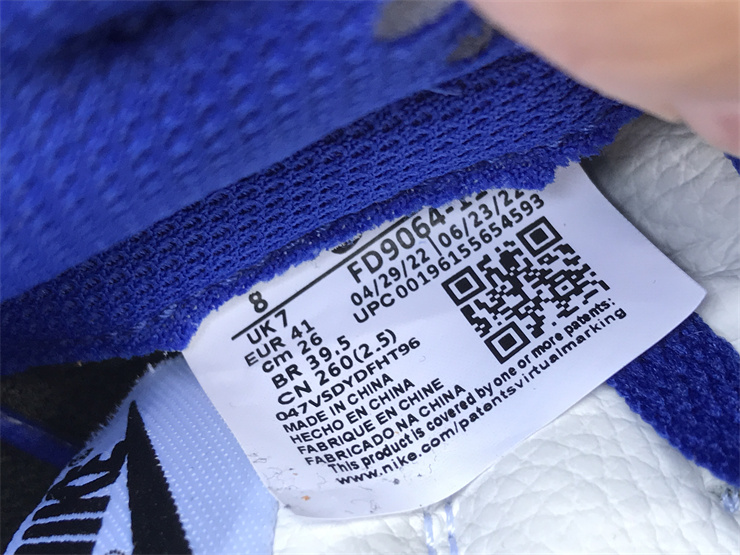 8
UK 7
EUR 41
cm 26
BR 39.5
CN 260(2.5)
047VSDYDFHT96
MADE IN CHINA
HECHO EN CHINA
FABRIQUE EN CHINE
FABRICADO NA CHINA
This product is covered by one or more patents:
www.nike.com/patentsvirtualmarking
FD9064-1
04/29/22 06/23/22
UPC 00196155654593
NIKE